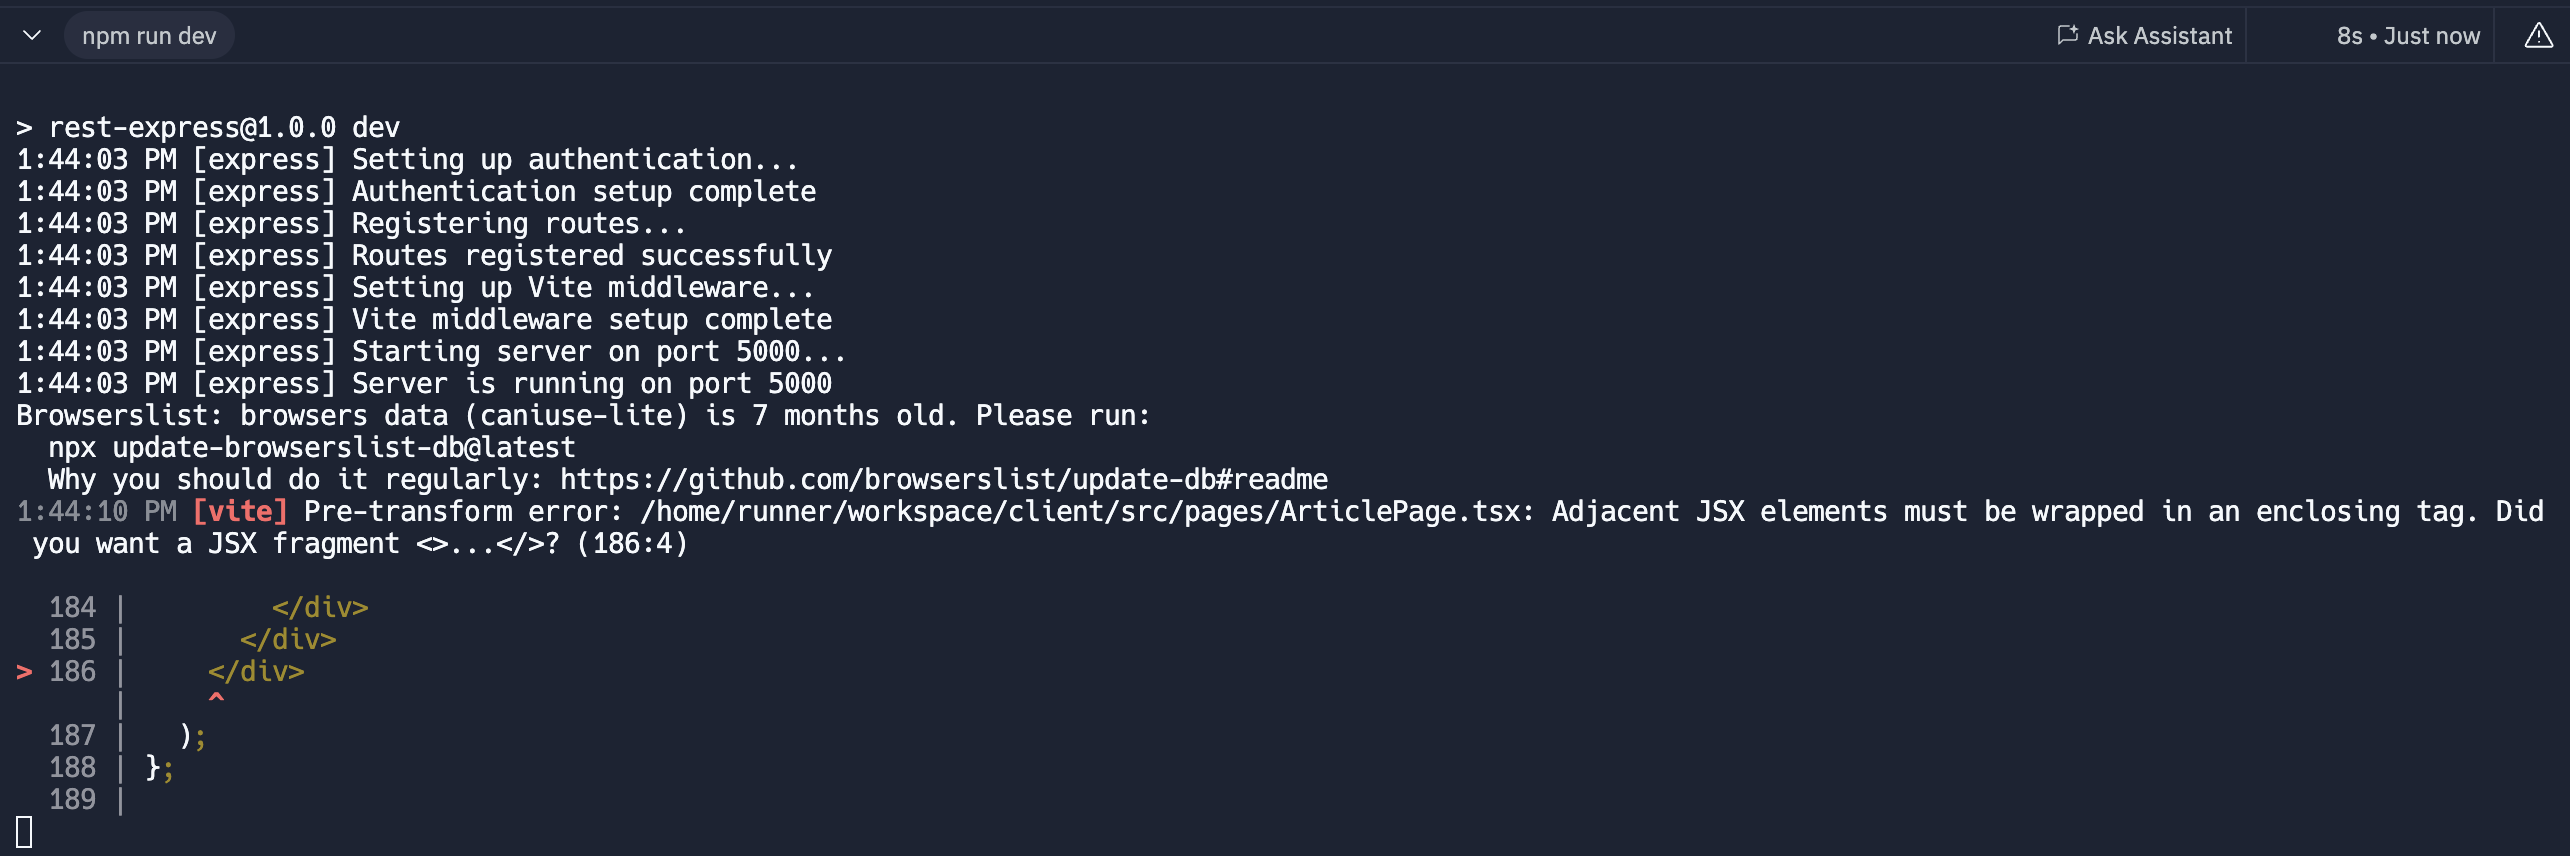 npm run dev
Ask Assistant
8s • Just now
> rest-express@1.0.0 dev
1:44:03 PM [express] Setting up authentication...
1:44:03 PM [express] Authentication setup complete
1:44:03 PM [express] Registering routes...
1:44:03 PM [express] Routes registered successfully
1:44:03 PM [express] Setting up Vite middleware...
1:44:03 PM [express] Vite middleware setup complete
1:44:03 PM [express] Starting server on port 5000...
1:44:03 PM [express] Server is running on port 5000
Browserslist: browsers data (caniuse-lite) is 7 months old. Please run:
  npx update-browserslist-db@latest
  Why you should do it regularly: https://github.com/browserslist/update-db#readme
1:44:10 PM [vite] Pre-transform error: /home/runner/workspace/client/src/pages/ArticlePage.tsx: Adjacent JSX elements must be wrapped in an enclosing tag. Did
 you want a JSX fragment <>...</>? (186:4)
  184 |         </div>
  185 |       </div>
> 186 |     </div>
      |     ^
  187 |   );
  188 | };
  189 |